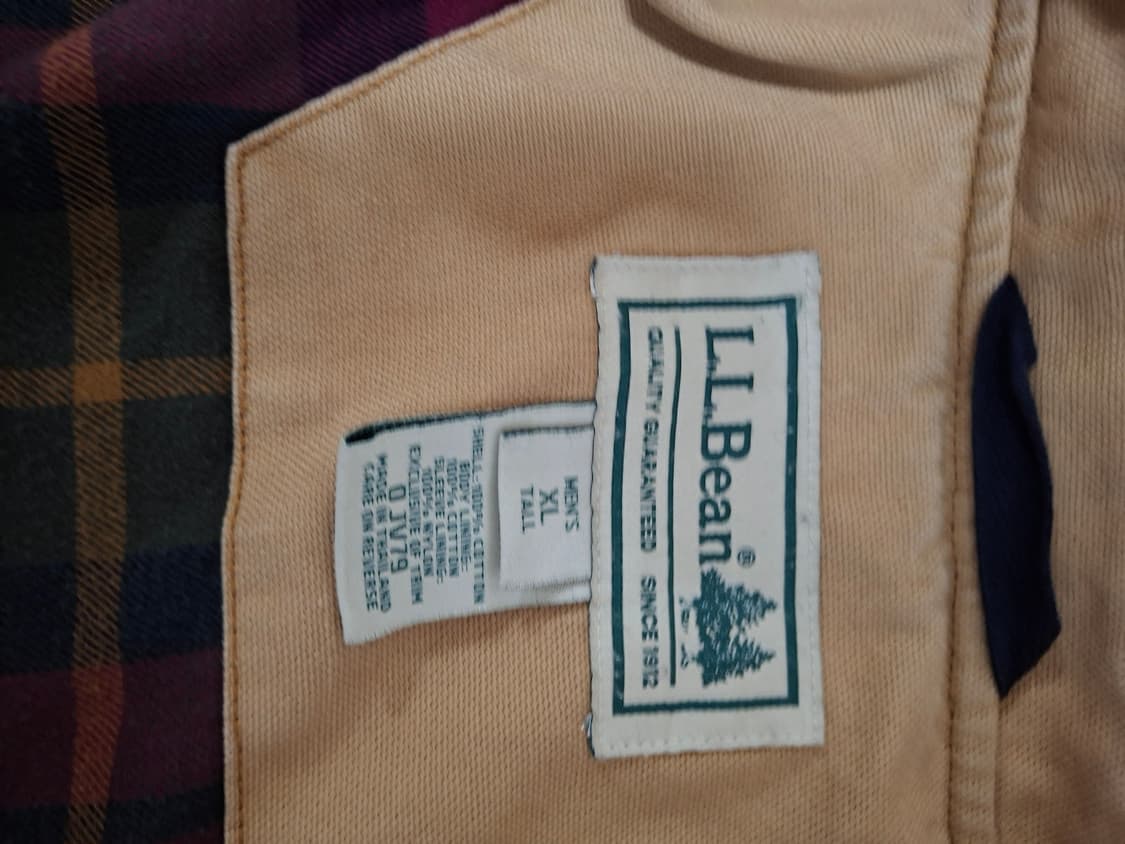 L.L.Bean®
QUALITY GUARANTEED SINCE 1912
MEN'S
XL
TALL
SHELL: 100% COTTON
BODY LINING:
100% COTTON
SLEEVE LINING:
100% NYLON
EXCLUSIVE OF TRIM
0 JV79
MADE IN THAILAND
CARE ON REVERSE